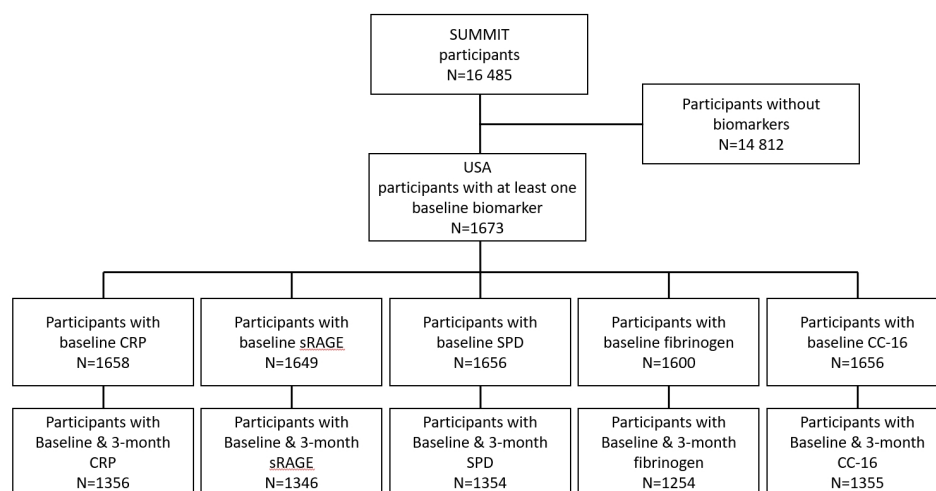 SUMMIT
participants
N=16 485
Participants without
biomarkers
N=14 812
USA
participants with at least one
baseline biomarker
N=1673
Participants with
baseline CRP
N=1658
Participants with
baseline sRAGE
N=1649
Participants with
baseline SPD
N=1656
Participants with
baseline fibrinogen
N=1600
Participants with
baseline CC-16
N=1656
Participants with
Baseline & 3-month
CRP
N=1356
Participants with
Baseline & 3-month
sRAGE
N=1346
Participants with
Baseline & 3-month
SPD
N=1354
Participants with
Baseline & 3-month
fibrinogen
N=1254
Participants with
Baseline & 3-month
CC-16
N=1355